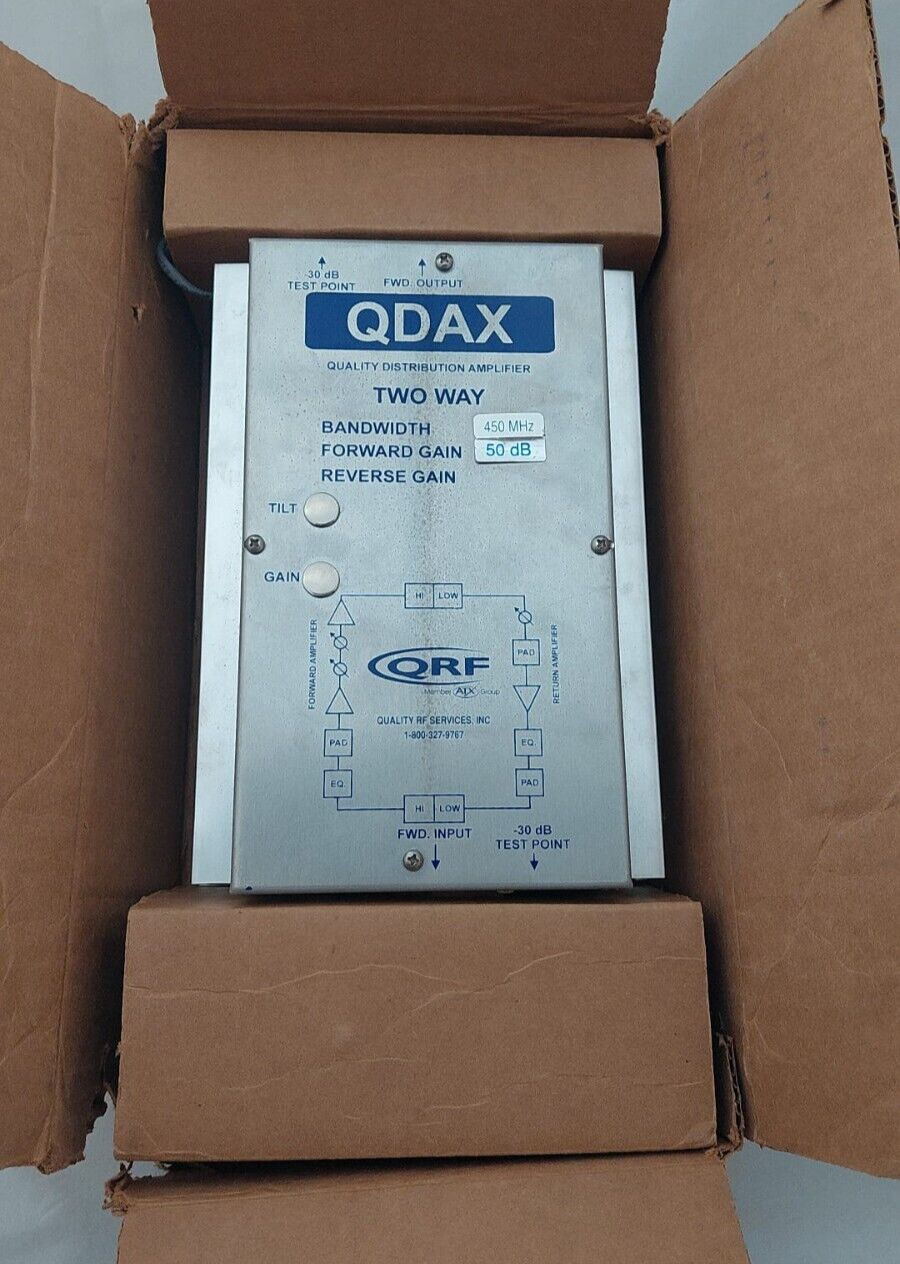 -30 dB
TEST POINT
FWD. OUTPUT
QDAX
QUALITY DISTRIBUTION AMPLIFIER
TWO WAY
BANDWIDTH 450 MHz
FORWARD GAIN 50 dB
REVERSE GAIN
TILT
GAIN
HI LOW
FORWARD AMPLIFIER
RETURN AMPLIFIER
PAD
QRF
Member ATX Group
QUALITY RF SERVICES, INC
1-800-327-9767
PAD
EQ.
EQ.
PAD
HI LOW
FWD. INPUT
-30 dB
TEST POINT